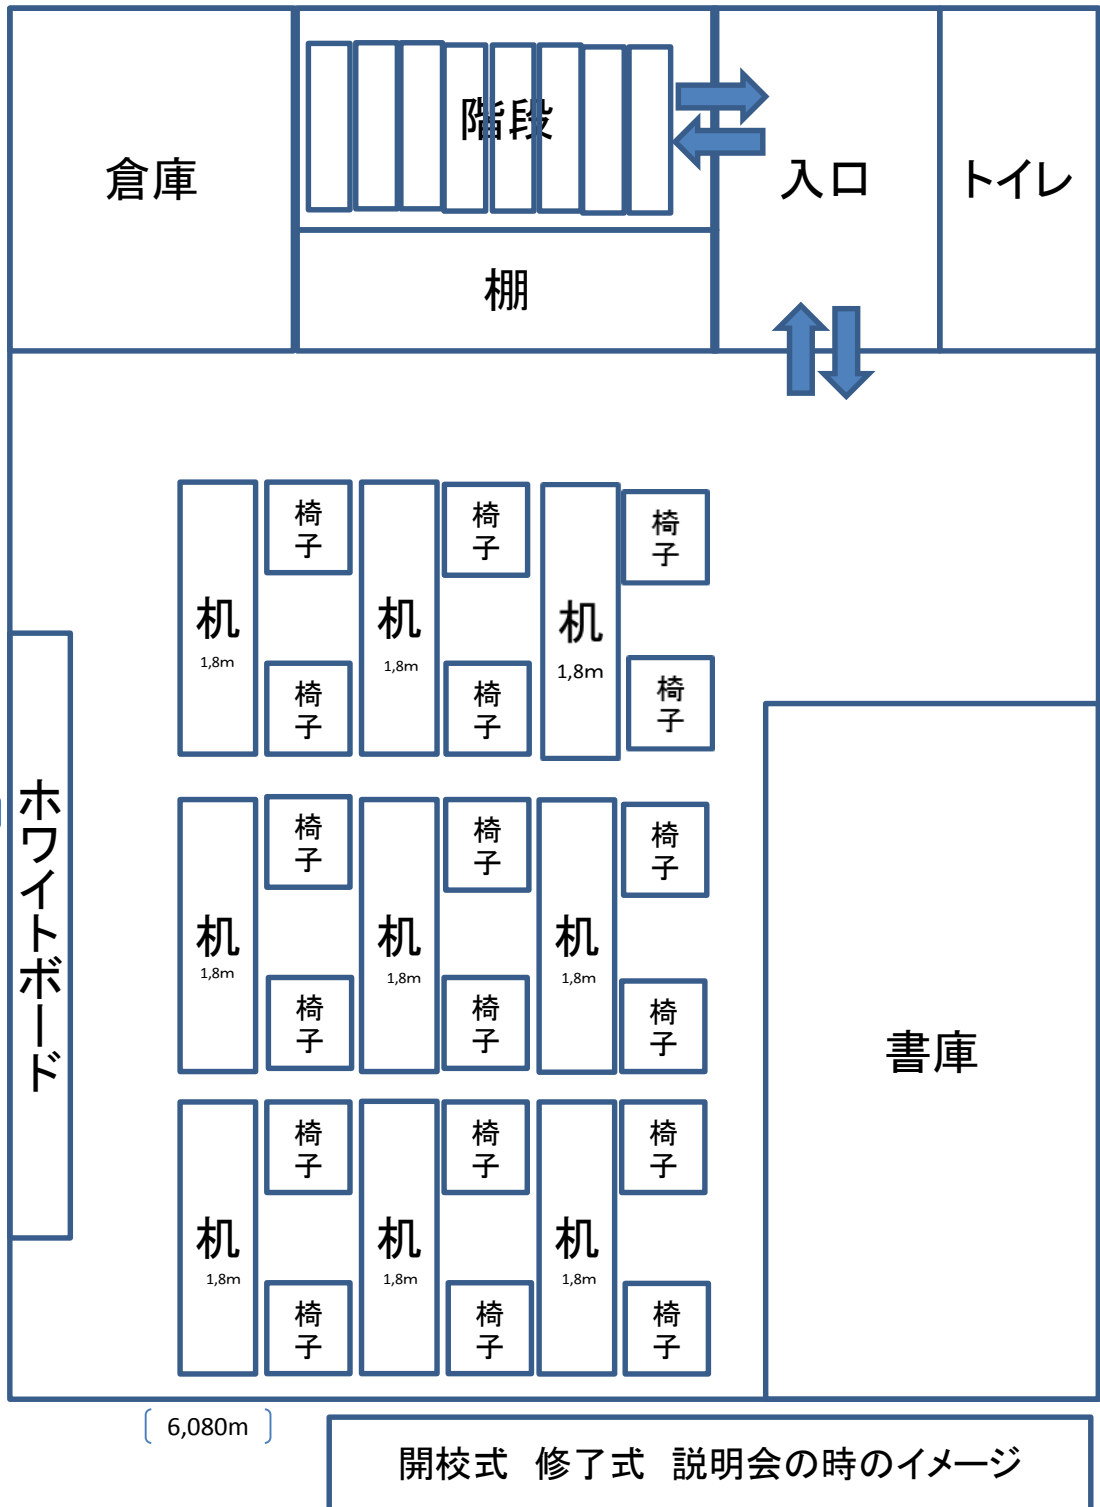 倉庫
階段
入口
トイレ
棚
椅子
椅子
椅子
机
1,8m
机
1,8m
机
1,8m
椅子
椅子
椅子
ホワイトボード
椅子
椅子
椅子
机
1,8m
机
1,8m
机
1,8m
椅子
椅子
椅子
書庫
椅子
椅子
椅子
机
1,8m
机
1,8m
机
1,8m
椅子
椅子
椅子
6,080m
開校式 修了式 説明会の時のイメージ